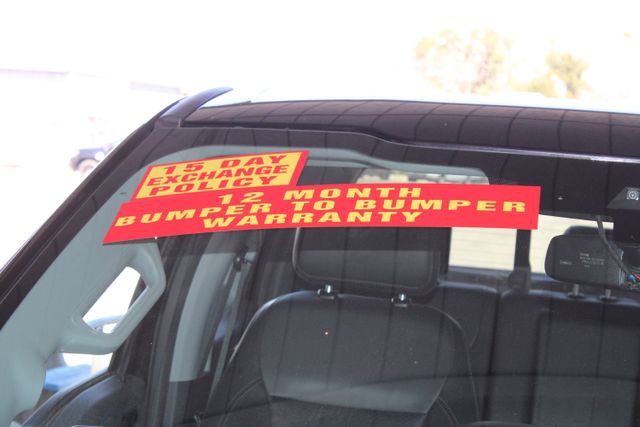 15 DAY
EXCHANGE
POLICY
12 MONTH
BUMPER TO BUMPER
WARRANTY